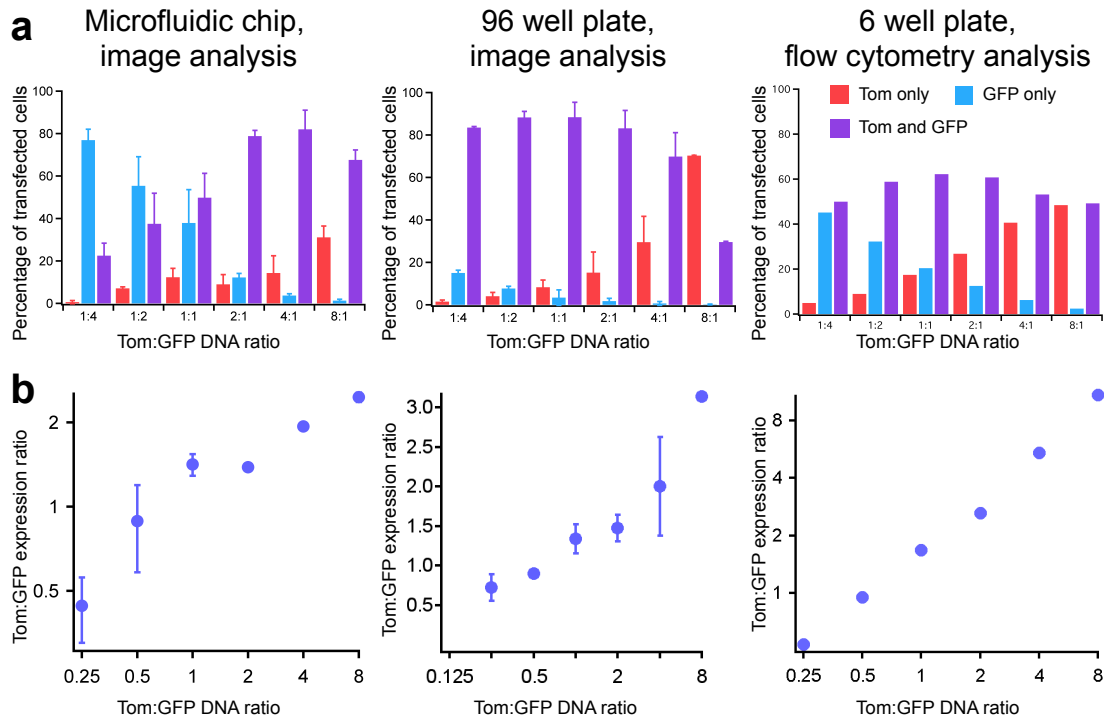 a
Microfluidic chip,
image analysis
96 well plate,
image analysis
6 well plate,
flow cytometry analysis
Percentage of transfected cells
100
80
60
40
20
0
1:4 1:2 1:1 2:1 4:1 8:1
Tom:GFP DNA ratio
Percentage of transfected cells
100
80
60
40
20
0
1:4 1:2 1:1 2:1 4:1 8:1
Tom:GFP DNA ratio
Percentage of transfected cells
100
80
60
40
20
0
Tom only GFP only
Tom and GFP
1:4 1:2 1:1 2:1 4:1 8:1
Tom:GFP DNA ratio
b
Tom:GFP expression ratio
2
1
0.5
0.25 0.5 1 2 4 8
Tom:GFP DNA ratio
Tom:GFP expression ratio
3.0
2.5
2.0
1.5
1.0
0.5
0.125 0.5 2 8
Tom:GFP DNA ratio
Tom:GFP expression ratio
8
4
2
1
0.25 0.5 1 2 4 8
Tom:GFP DNA ratio